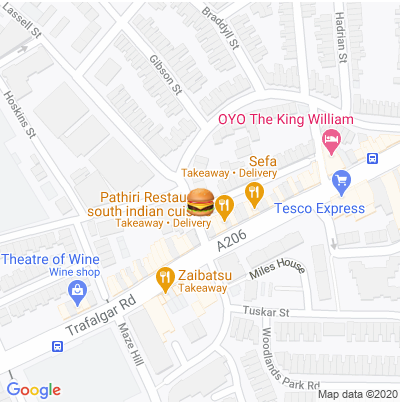 Lassell St
Braddyll St
Hadrian St
Gibson St
Hoskins St
OYO The King William
Sefa
Takeaway • Delivery
Pathiri Restau
south indian cuis
Takeaway • Delivery
Tesco Express
A206
Theatre of Wine
Wine shop
Zaibatsu
Takeaway
Miles House
Trafalgar Rd
Maze Hill
Tuskar St
Woodlands Park Rd
Google
Map data ©2020